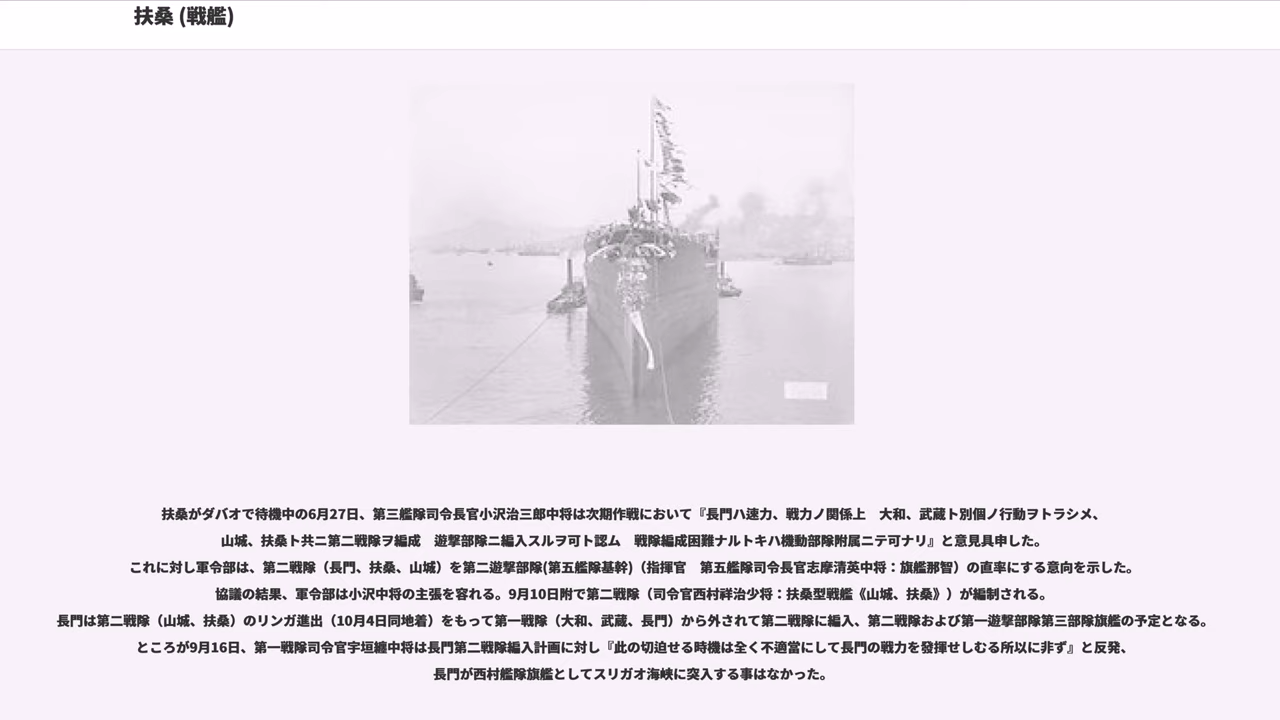 扶桑 (戦艦)
扶桑がダバオで待機中の6月27日、第三艦隊司令長官小沢治三郎中将は次期作戦において『長門ハ速力、戦力ノ関係上　大和、武蔵ト別個ノ行動ヲトラシメ、
山城、扶桑ト共ニ第二戦隊ヲ編成　遊撃部隊ニ編入スルヲ可ト認ム　戦隊編成困難ナルトキハ機動部隊附属ニテ可ナリ』と意見具申した。
これに対し軍令部は、第二戦隊（長門、扶桑、山城）を第二遊撃部隊(第五艦隊基幹)（指揮官　第五艦隊司令長官志摩清英中将：旗艦那智）の直率にする意向を示した。
協議の結果、軍令部は小沢中将の主張を容れる。9月10日附で第二戦隊（司令官西村祥治少将：扶桑型戦艦《山城、扶桑》）が編制される。
長門は第二戦隊（山城、扶桑）のリンガ進出（10月4日同地着）をもって第一戦隊（大和、武蔵、長門）から外されて第二戦隊に編入、第二戦隊および第一遊撃部隊第三部隊旗艦の予定となる。
ところが9月16日、第一戦隊司令官宇垣纏中将は長門第二戦隊編入計画に対し『此の切迫せる時機は全く不適當にして長門の戦力を發揮せしむる所以に非ず』と反発、
長門が西村艦隊旗艦としてスリガオ海峡に突入する事はなかった。